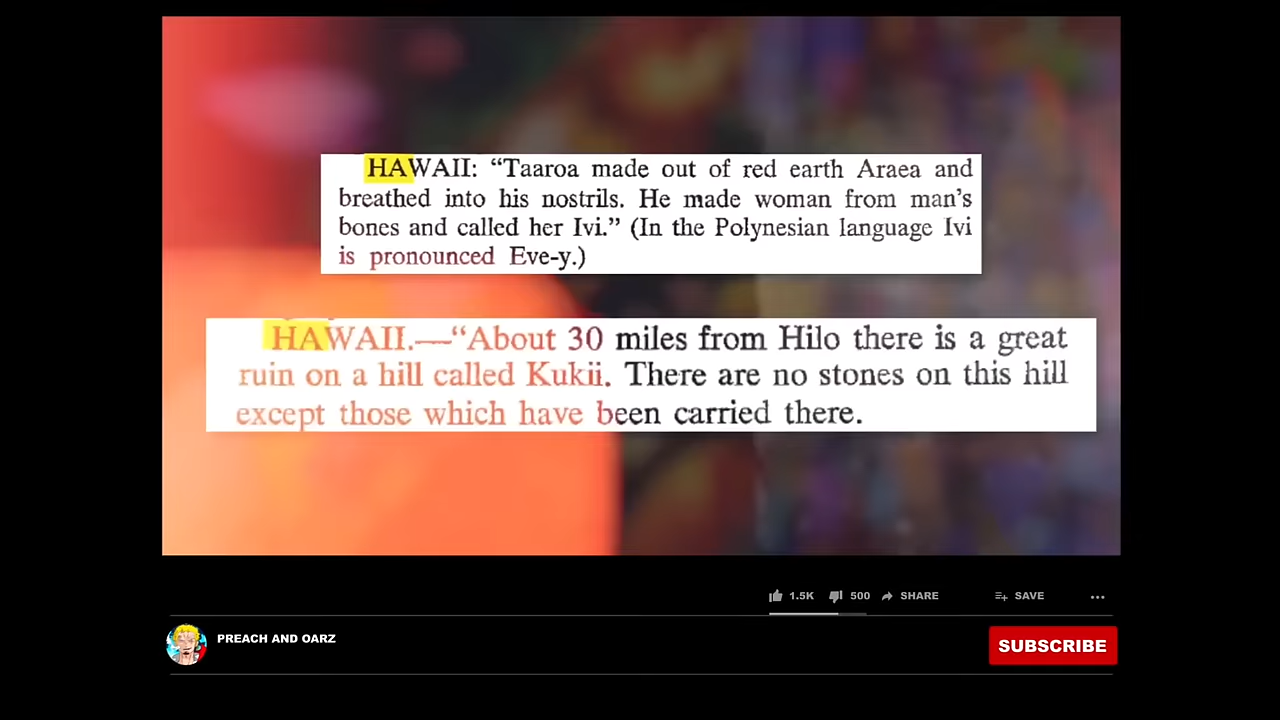 HAWAII: “Taaroa made out of red earth Araea and
breathed into his nostrils. He made woman from man’s
bones and called her Ivi.” (In the Polynesian language Ivi
is pronounced Eve-y.)
HAWAII.—“About 30 miles from Hilo there is a great
ruin on a hill called Kukii. There are no stones on this hill
except those which have been carried there.
1.5K 500 SHARE SAVE
PREACH AND OARZ
SUBSCRIBE